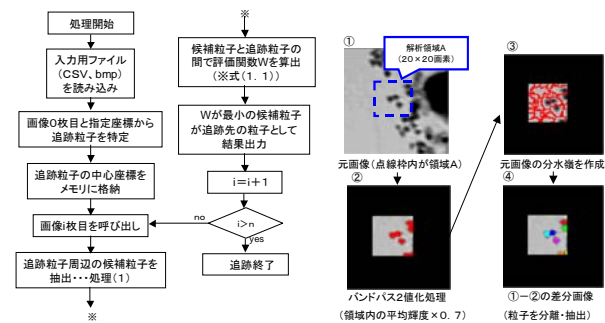 処理開始
入力用ファイル
(CSV、bmp)
を読み込み
画像0枚目と指定座標から
追跡粒子を特定
追跡粒子の中心座標を
メモリに格納
画像i枚目を呼び出し
追跡粒子周辺の候補粒子を
抽出・・・処理(1)
※
※
候補粒子と追跡粒子の
間で評価関数Wを算出
(※式(1.1))
Wが最小の候補粒子
が追跡先の粒子として
結果出力
i=i+1
no
i>n
yes
追跡終了
①
解析領域A
(20×20画素)
元画像(点線枠内が領域A)
②
バンドパス2値化処理
(領域内の平均輝度×0.7)
③
元画像の分水嶺を作成
④
①-②の差分画像
(粒子を分離・抽出)